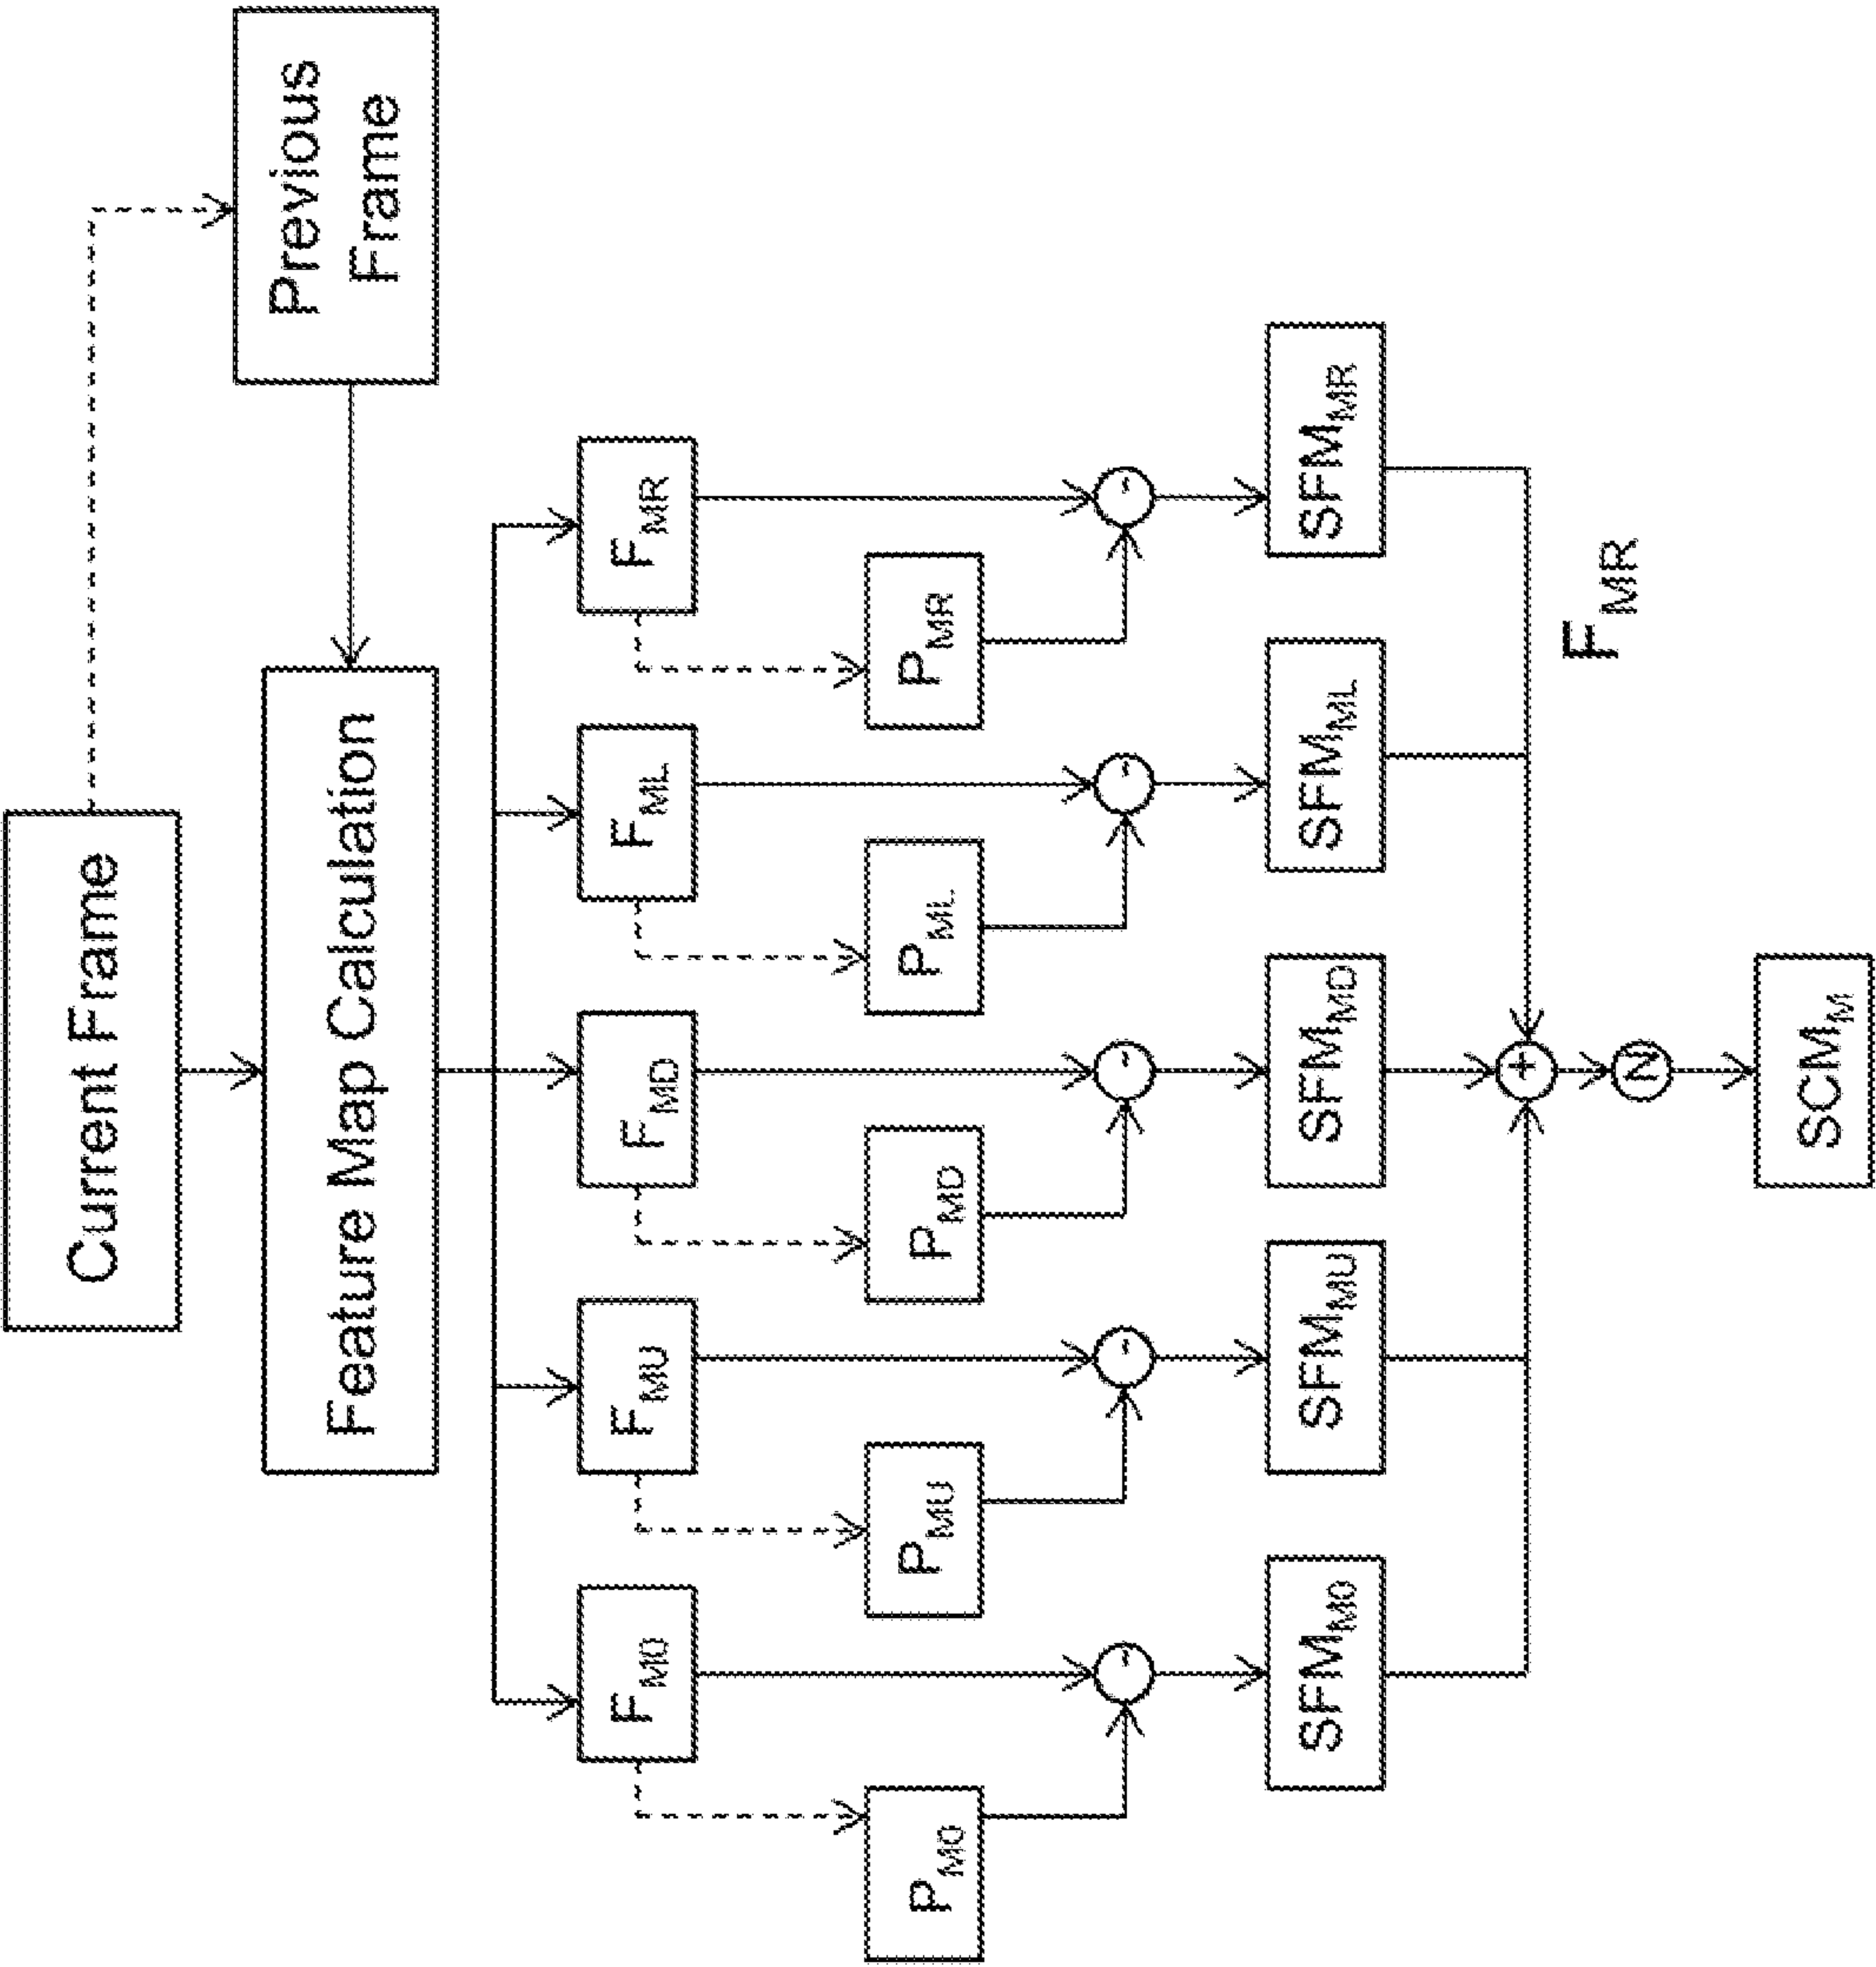 Current Frame
Previous
Frame
Feature Map Calculation
F_M0
F_MU
F_MD
F_ML
F_MR
P_M0
P_MU
P_MD
P_ML
P_MR
-
-
-
-
-
SFM_M0
SFM_MU
SFM_MD
SFM_ML
SFM_MR
+
F_MR
N
SCM_M